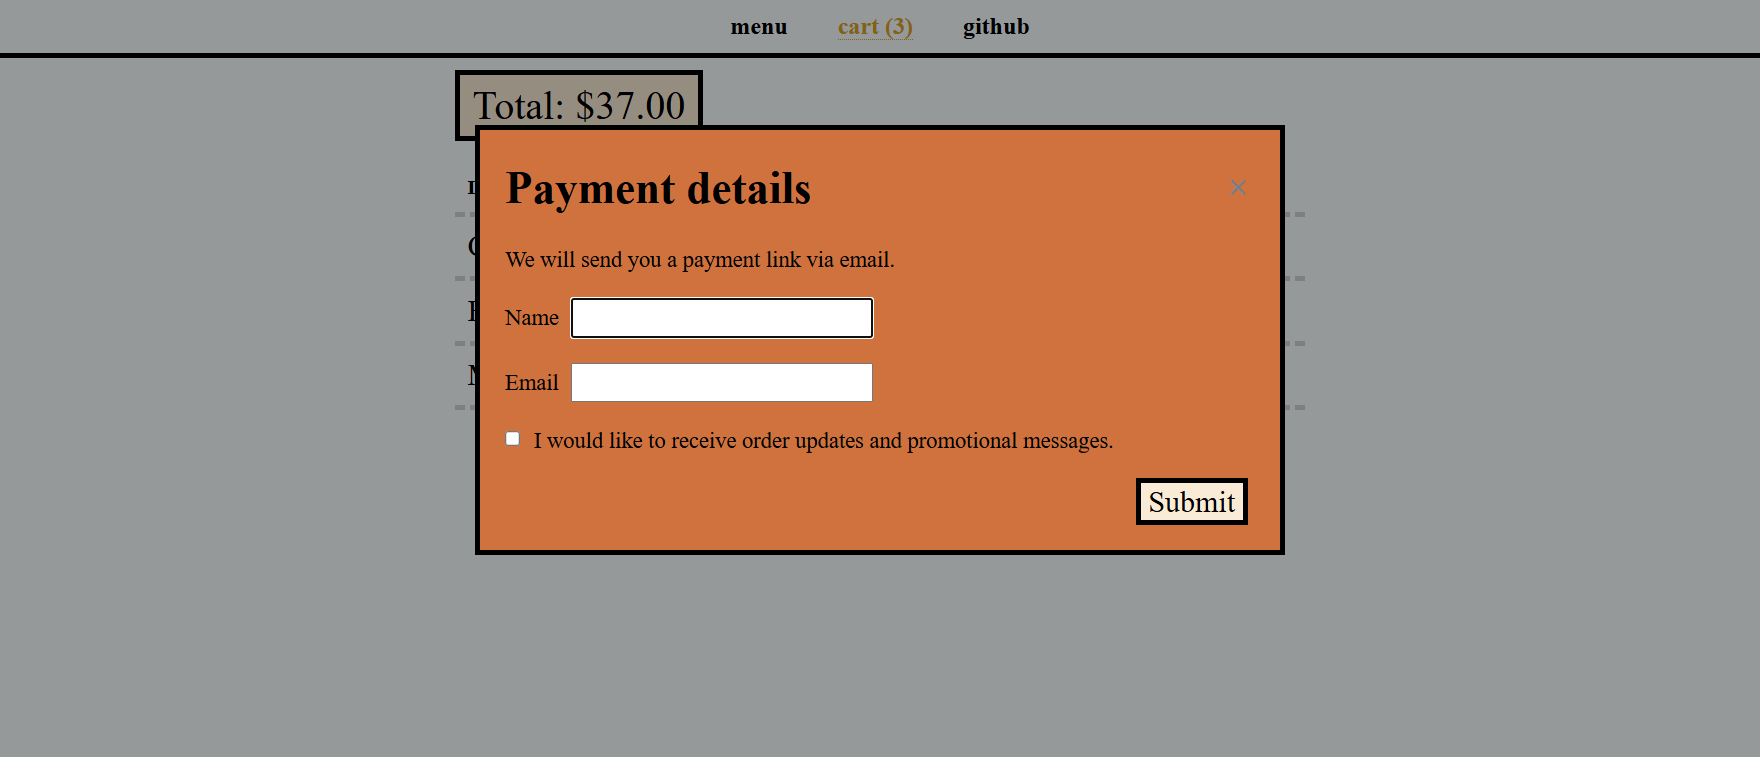 menu cart (3) github
Total: $37.00
Payment details
×
We will send you a payment link via email.
Name
Email
I would like to receive order updates and promotional messages.
Submit